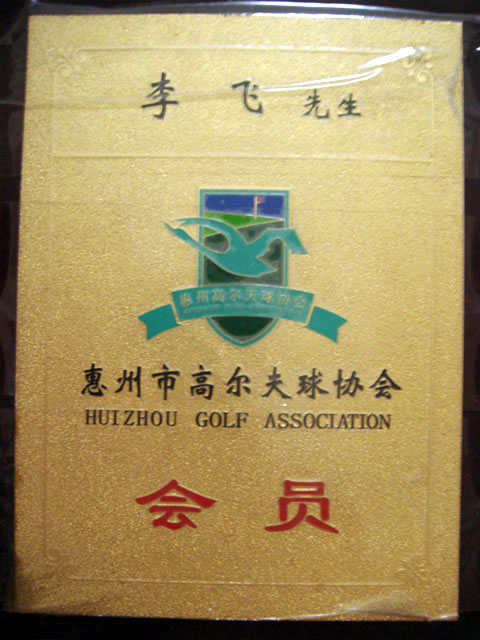 李 飞 先生
惠州高尔夫球协会
惠州市高尔夫球协会
HUIZHOU GOLF ASSOCIATION
会 员